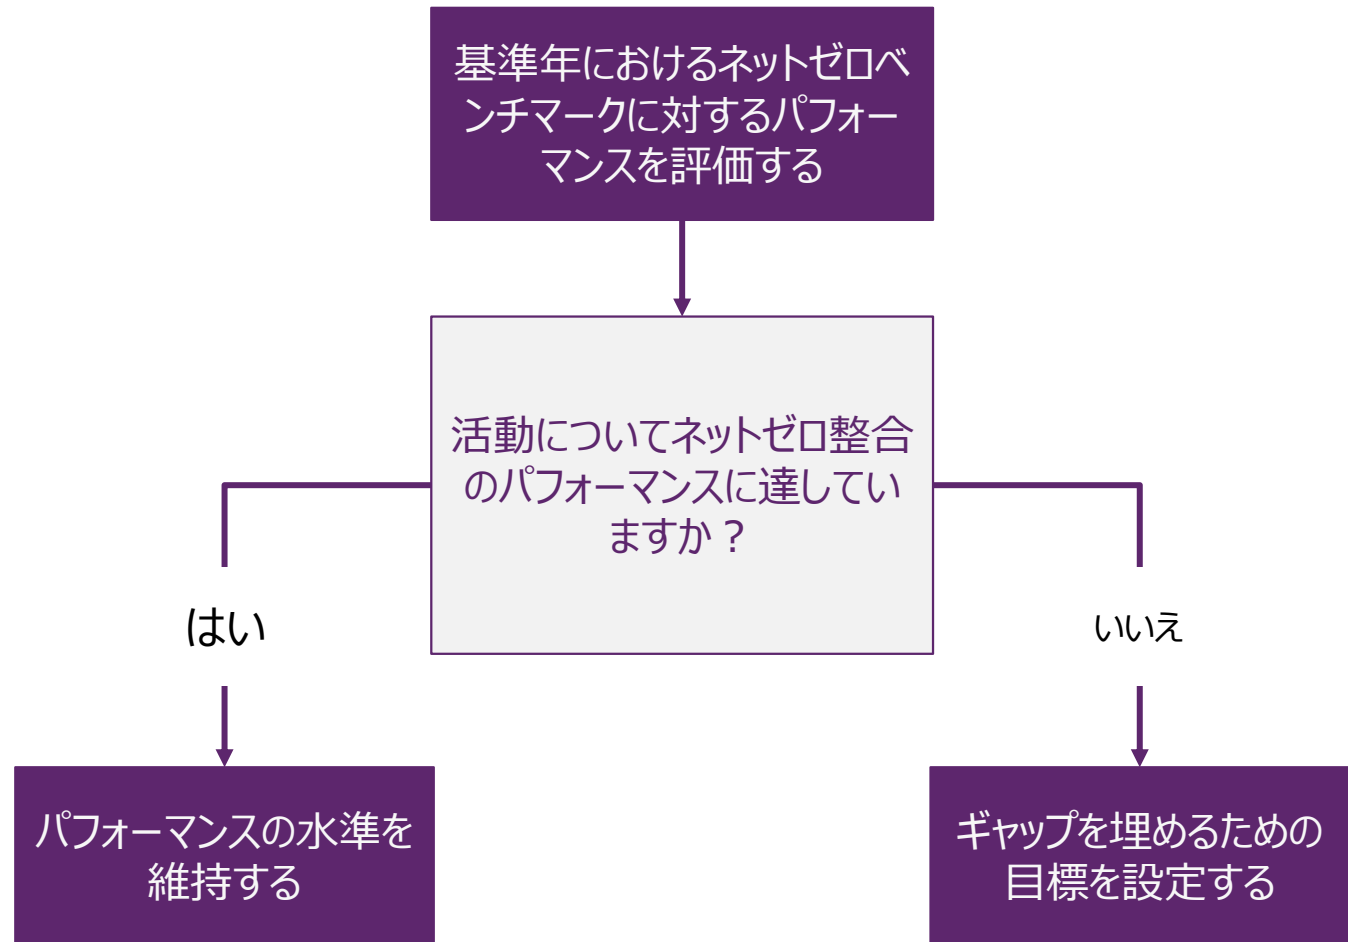 基準年におけるネットゼロベ
ンチマークに対するパフォー
マンスを評価する
活動についてネットゼロ整合
のパフォーマンスに達してい
ますか？
はい
いいえ
パフォーマンスの水準を
維持する
ギャップを埋めるための
目標を設定する